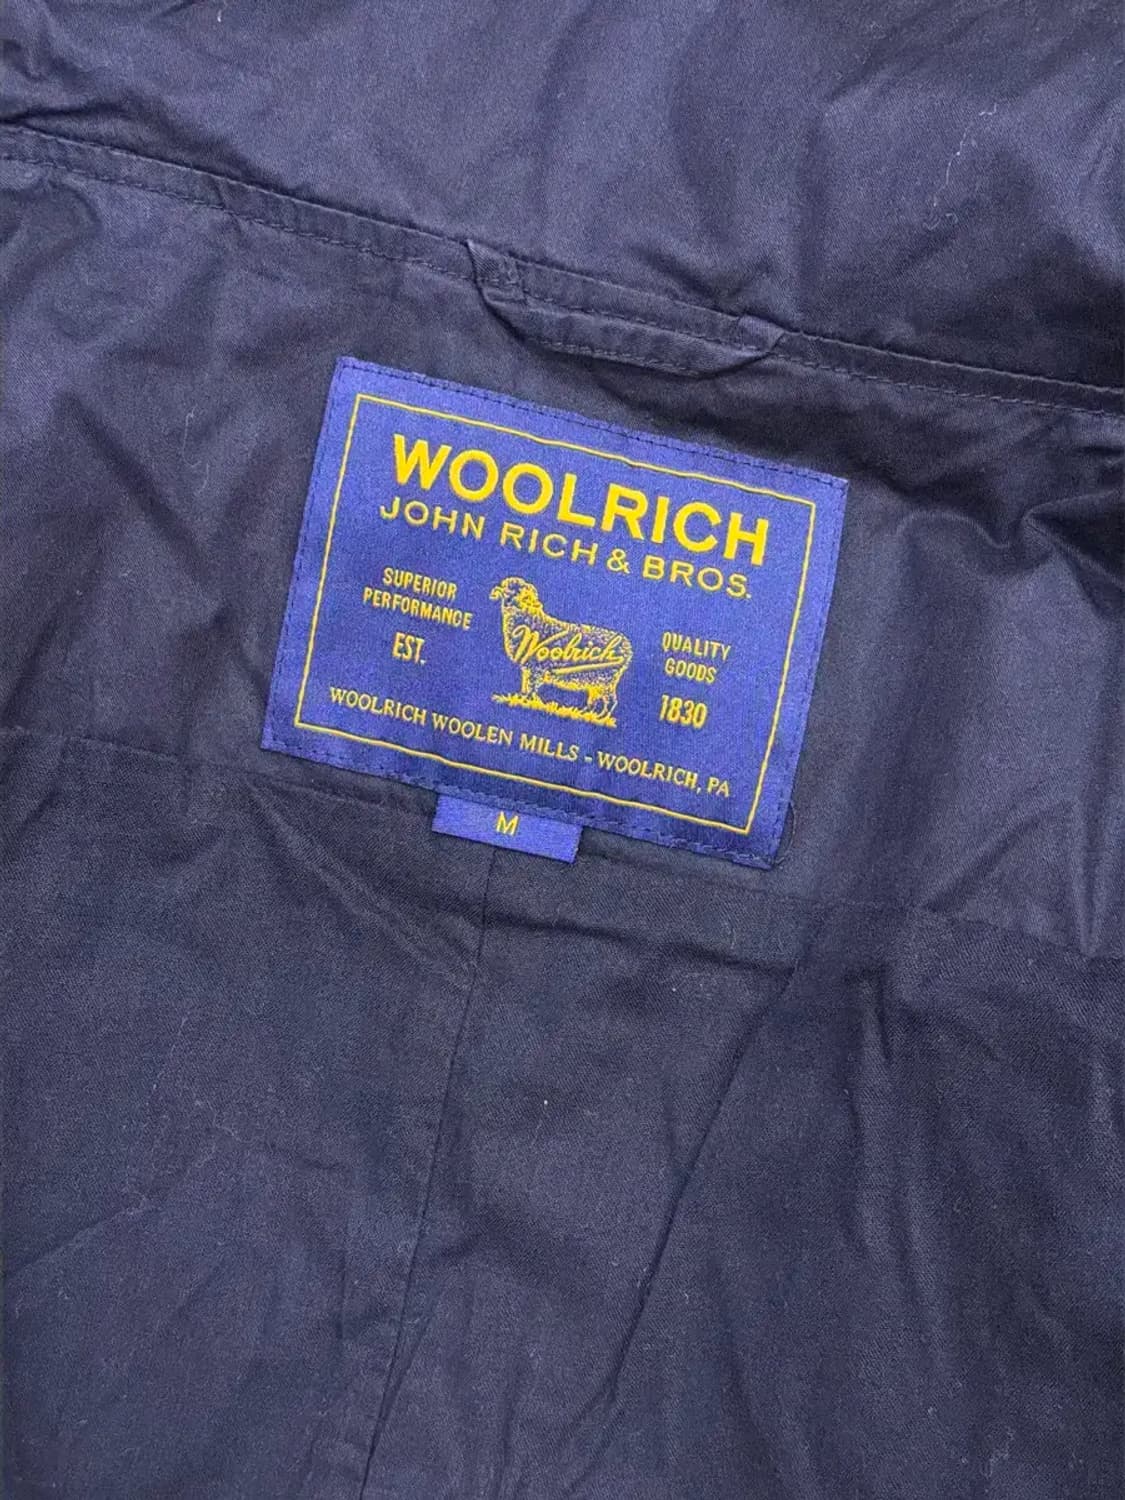 WOOLRICH
JOHN RICH & BROS.
SUPERIOR
PERFORMANCE
EST.
Woolrich
QUALITY
GOODS
1830
WOOLRICH WOOLEN MILLS - WOOLRICH, PA
M